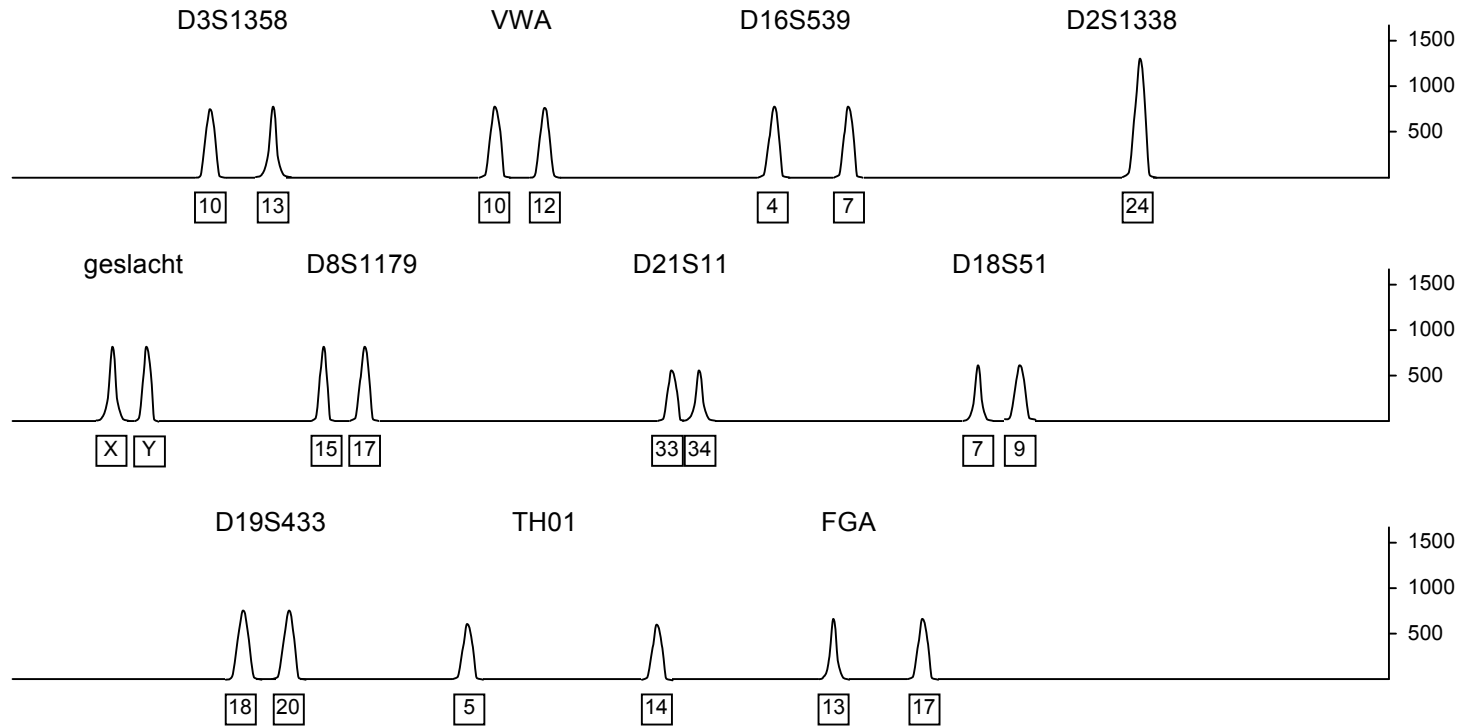 D3S1358 VWA D16S539 D2S1338
1500
1000
500
10 13 10 12 4 7 24
geslacht D8S1179 D21S11 D18S51
1500
1000
500
X Y 15 17 33 34 7 9
D19S433 TH01 FGA
1500
1000
500
18 20 5 14 13 17